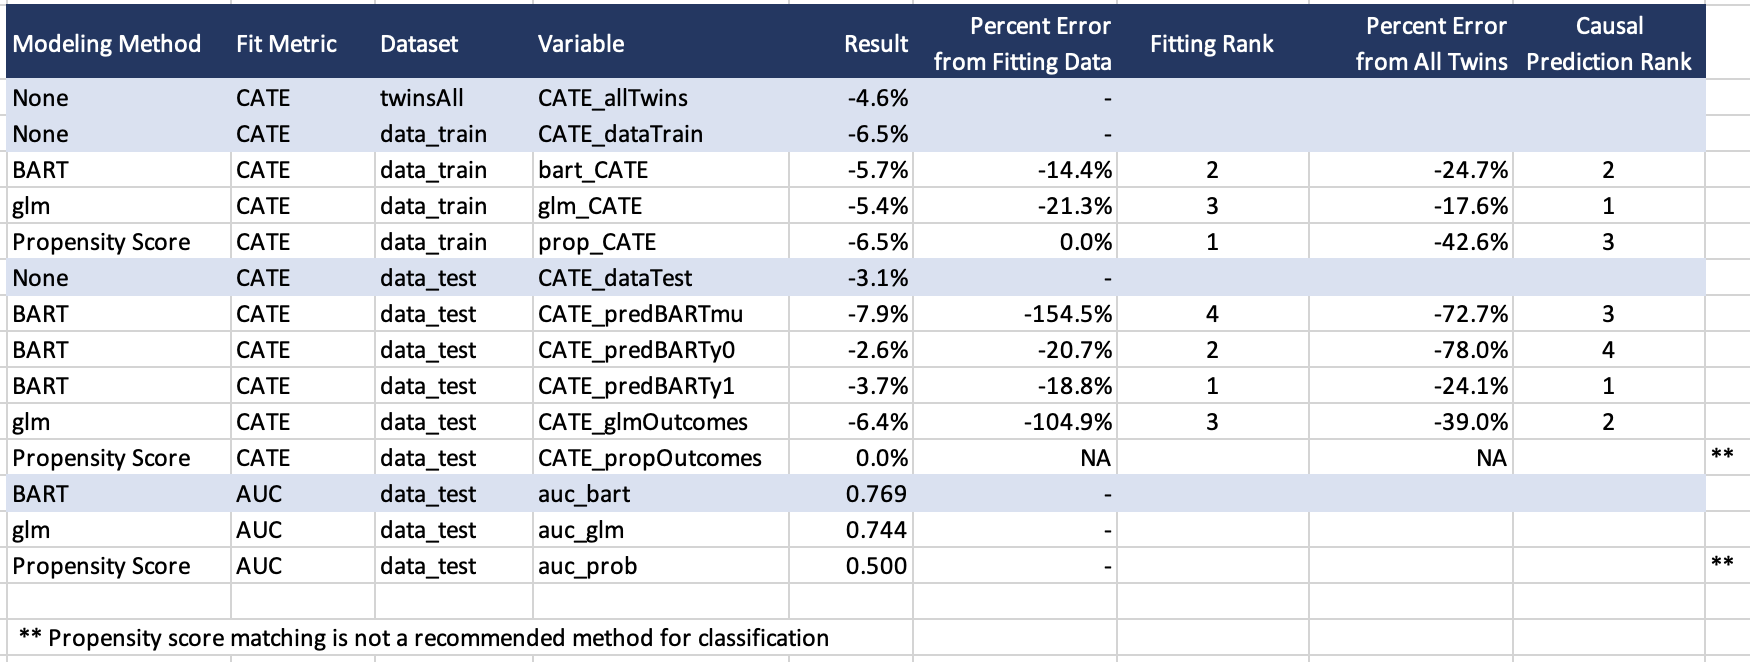 Modeling Method Fit Metric Dataset Variable Result Percent Error from Fitting Data Fitting Rank Percent Error from All Twins Causal Prediction Rank
None CATE twinsAll CATE_allTwins -4.6% -
None CATE data_train CATE_dataTrain -6.5% -
BART CATE data_train bart_CATE -5.7% -14.4% 2 -24.7% 2
glm CATE data_train glm_CATE -5.4% -21.3% 3 -17.6% 1
Propensity Score CATE data_train prop_CATE -6.5% 0.0% 1 -42.6% 3
None CATE data_test CATE_dataTest -3.1% -
BART CATE data_test CATE_predBARTmu -7.9% -154.5% 4 -72.7% 3
BART CATE data_test CATE_predBARTy0 -2.6% -20.7% 2 -78.0% 4
BART CATE data_test CATE_predBARTy1 -3.7% -18.8% 1 -24.1% 1
glm CATE data_test CATE_glmOutcomes -6.4% -104.9% 3 -39.0% 2
Propensity Score CATE data_test CATE_propOutcomes 0.0% NA NA **
BART AUC data_test auc_bart 0.769 -
glm AUC data_test auc_glm 0.744 -
Propensity Score AUC data_test auc_prob 0.500 - **
** Propensity score matching is not a recommended method for classification